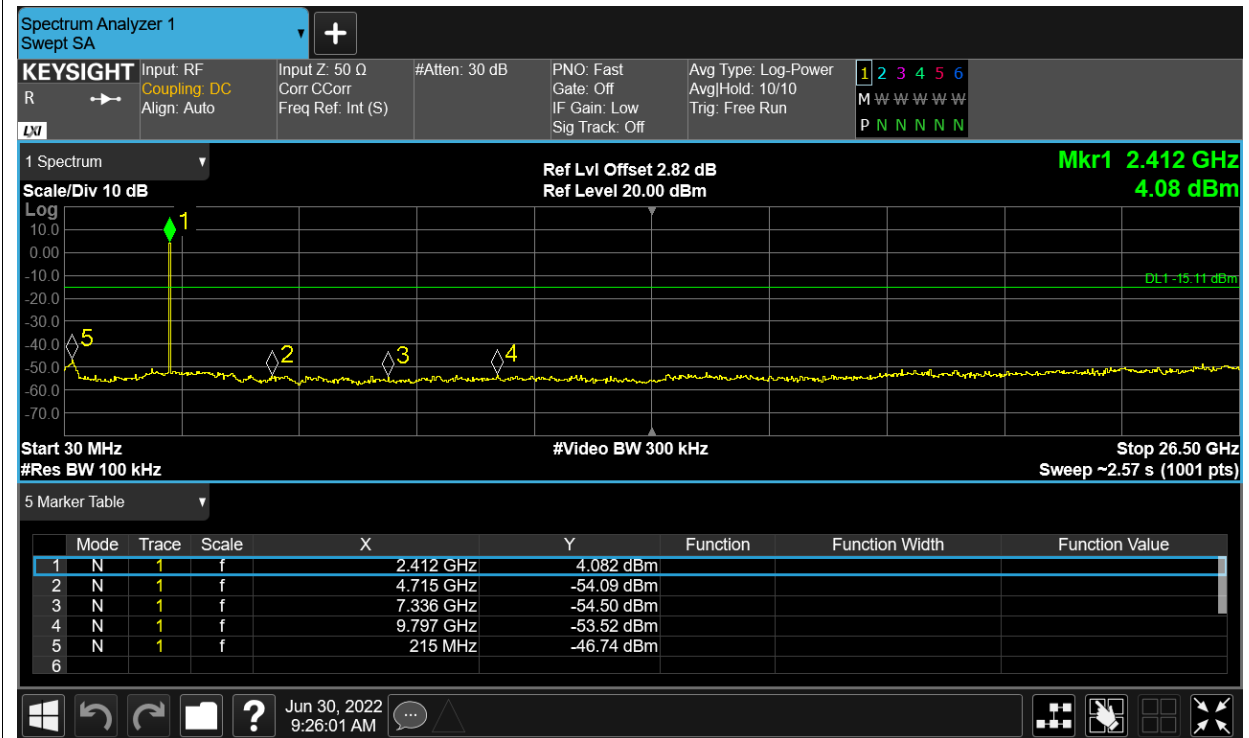 Spectrum Analyzer 1
Swept SA
KEYSIGHT
R
LXI
Input: RF
Coupling: DC
Align: Auto
Input Z: 50 Ω
Corr CCorr
Freq Ref: Int (S)
#Atten: 30 dB
PNO: Fast
Gate: Off
IF Gain: Low
Sig Track: Off
Avg Type: Log-Power
Avg|Hold: 10/10
Trig: Free Run
1 2 3 4 5 6
M W W W W W
P N N N N N
1 Spectrum
Scale/Div 10 dB
Ref Lvl Offset 2.82 dB
Ref Level 20.00 dBm
Mkr1 2.412 GHz
4.08 dBm
Log
10.0
0.00
-10.0
-20.0
-30.0
-40.0
-50.0
-60.0
-70.0
1
DL1 -15.11 dBm
5
2
3
4
Start 30 MHz
#Video BW 300 kHz
Stop 26.50 GHz
#Res BW 100 kHz
Sweep ~2.57 s (1001 pts)
5 Marker Table
Mode Trace Scale X Y Function Function Width Function Value
1 N 1 f 2.412 GHz 4.082 dBm
2 N 1 f 4.715 GHz -54.09 dBm
3 N 1 f 7.336 GHz -54.50 dBm
4 N 1 f 9.797 GHz -53.52 dBm
5 N 1 f 215 MHz -46.74 dBm
6
?
Jun 30, 2022
9:26:01 AM